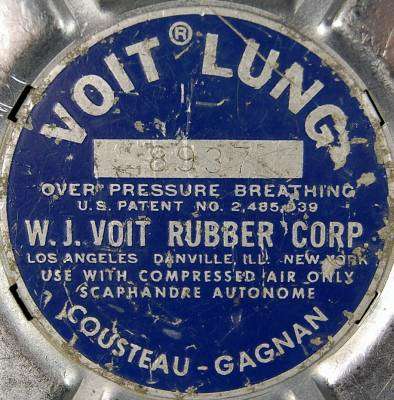 VOIT® LUNG
8937
OVER PRESSURE BREATHING
U.S. PATENT NO. 2,485,039
W. J. VOIT RUBBER CORP
LOS ANGELES DANVILLE, ILL. NEW YORK
USE WITH COMPRESSED AIR ONLY
SCAPHANDRE AUTONOME
COUSTEAU - GAGNAN